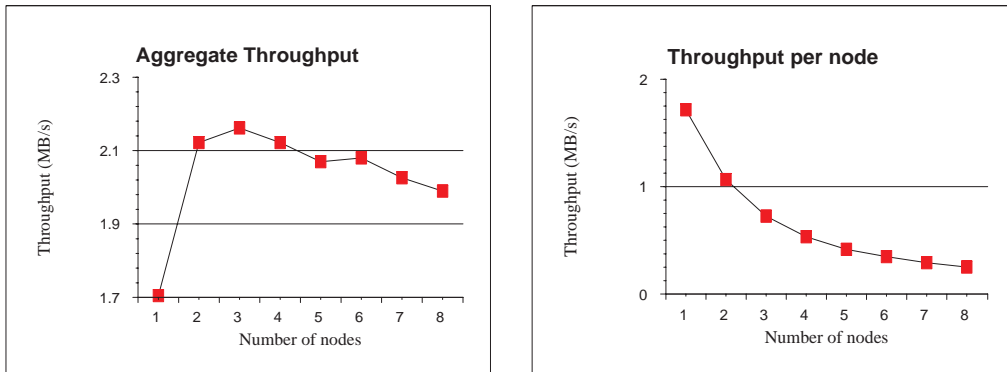 Aggregate Throughput
2.3
2.1
1.9
1.7
Throughput (MB/s)
1 2 3 4 5 6 7 8
Number of nodes
Throughput per node
2
1
0
Throughput (MB/s)
1 2 3 4 5 6 7 8
Number of nodes